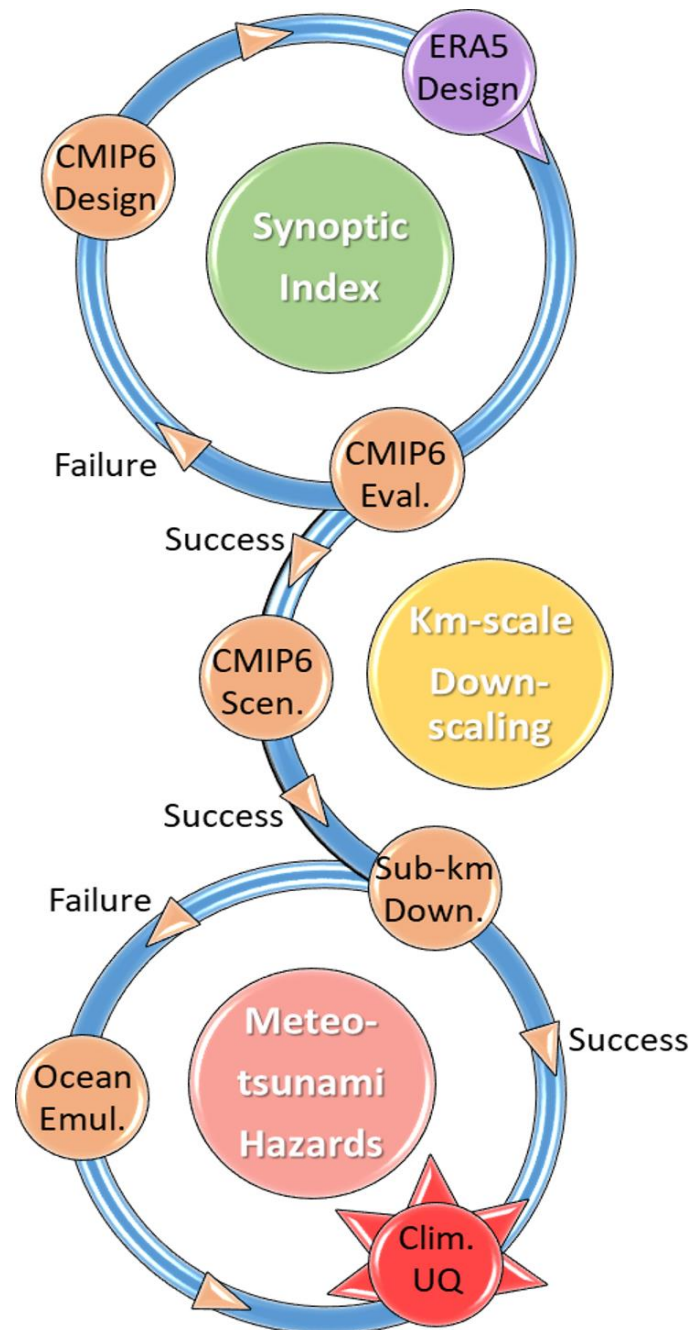 ERA5
Design
CMIP6
Design
Synoptic
Index
CMIP6
Eval.
Failure
Success
CMIP6
Scen.
Km-scale
Down-
scaling
Success
Sub-km
Down.
Failure
Success
Meteo-
tsunami
Hazards
Ocean
Emul.
Clim.
UQ